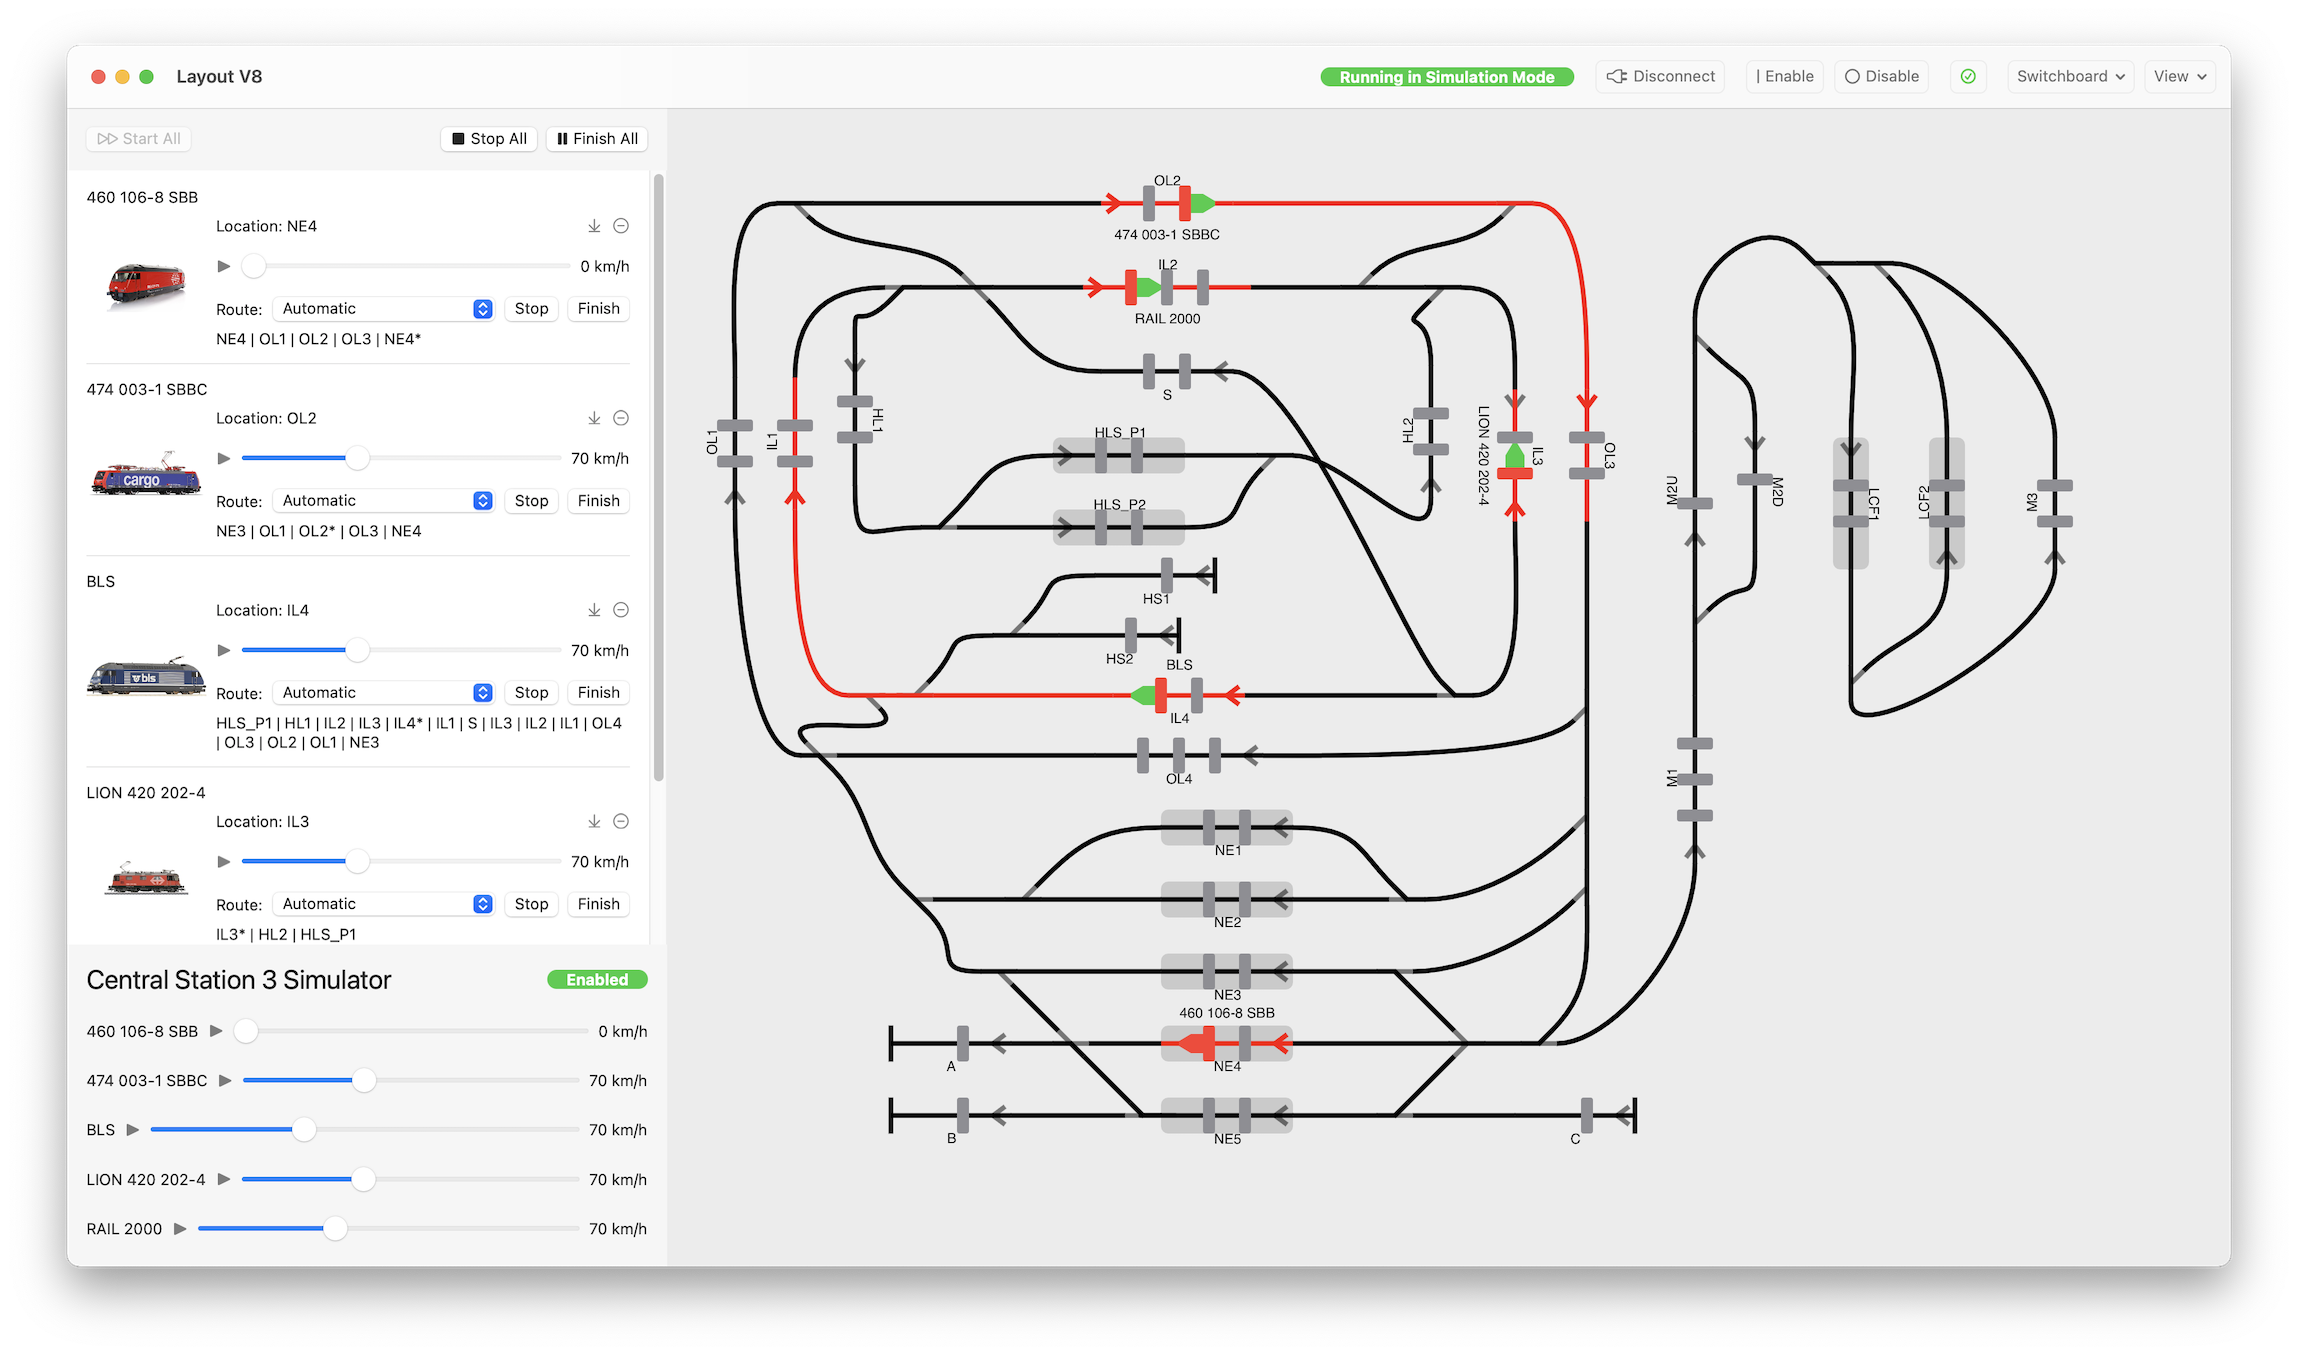 Layout V8
Running in Simulation Mode
Disconnect
Enable
Disable
Switchboard
View
Start All
Stop All
Finish All
460 106-8 SBB
Location: NE4
0 km/h
Route: Automatic Stop Finish
NE4 | OL1 | OL2 | OL3 | NE4*
474 003-1 SBBC
Location: OL2
cargo
70 km/h
Route: Automatic Stop Finish
NE3 | OL1 | OL2* | OL3 | NE4
BLS
Location: IL4
bls
70 km/h
Route: Automatic Stop Finish
HLS_P1 | HL1 | IL2 | IL3 | IL4* | IL1 | S | IL3 | IL2 | IL1 | OL4
| OL3 | OL2 | OL1 | NE3
LION 420 202-4
Location: IL3
70 km/h
Route: Automatic Stop Finish
IL3* | HL2 | HLS_P1
Central Station 3 Simulator
Enabled
460 106-8 SBB 0 km/h
474 003-1 SBBC 70 km/h
BLS 70 km/h
LION 420 202-4 70 km/h
RAIL 2000 70 km/h
OL2
474 003-1 SBBC
IL2
RAIL 2000
S
OL1
IL1
HL1
HLS_P1
HLS_P2
HL2
LION 420 202-4
IL3
OL3
HS1
HS2
BLS
IL4
OL4
NE1
NE2
NE3
460 106-8 SBB
NE4
NE5
A
B
C
M1
M2U
M2D
LCF1
LCF2
M3